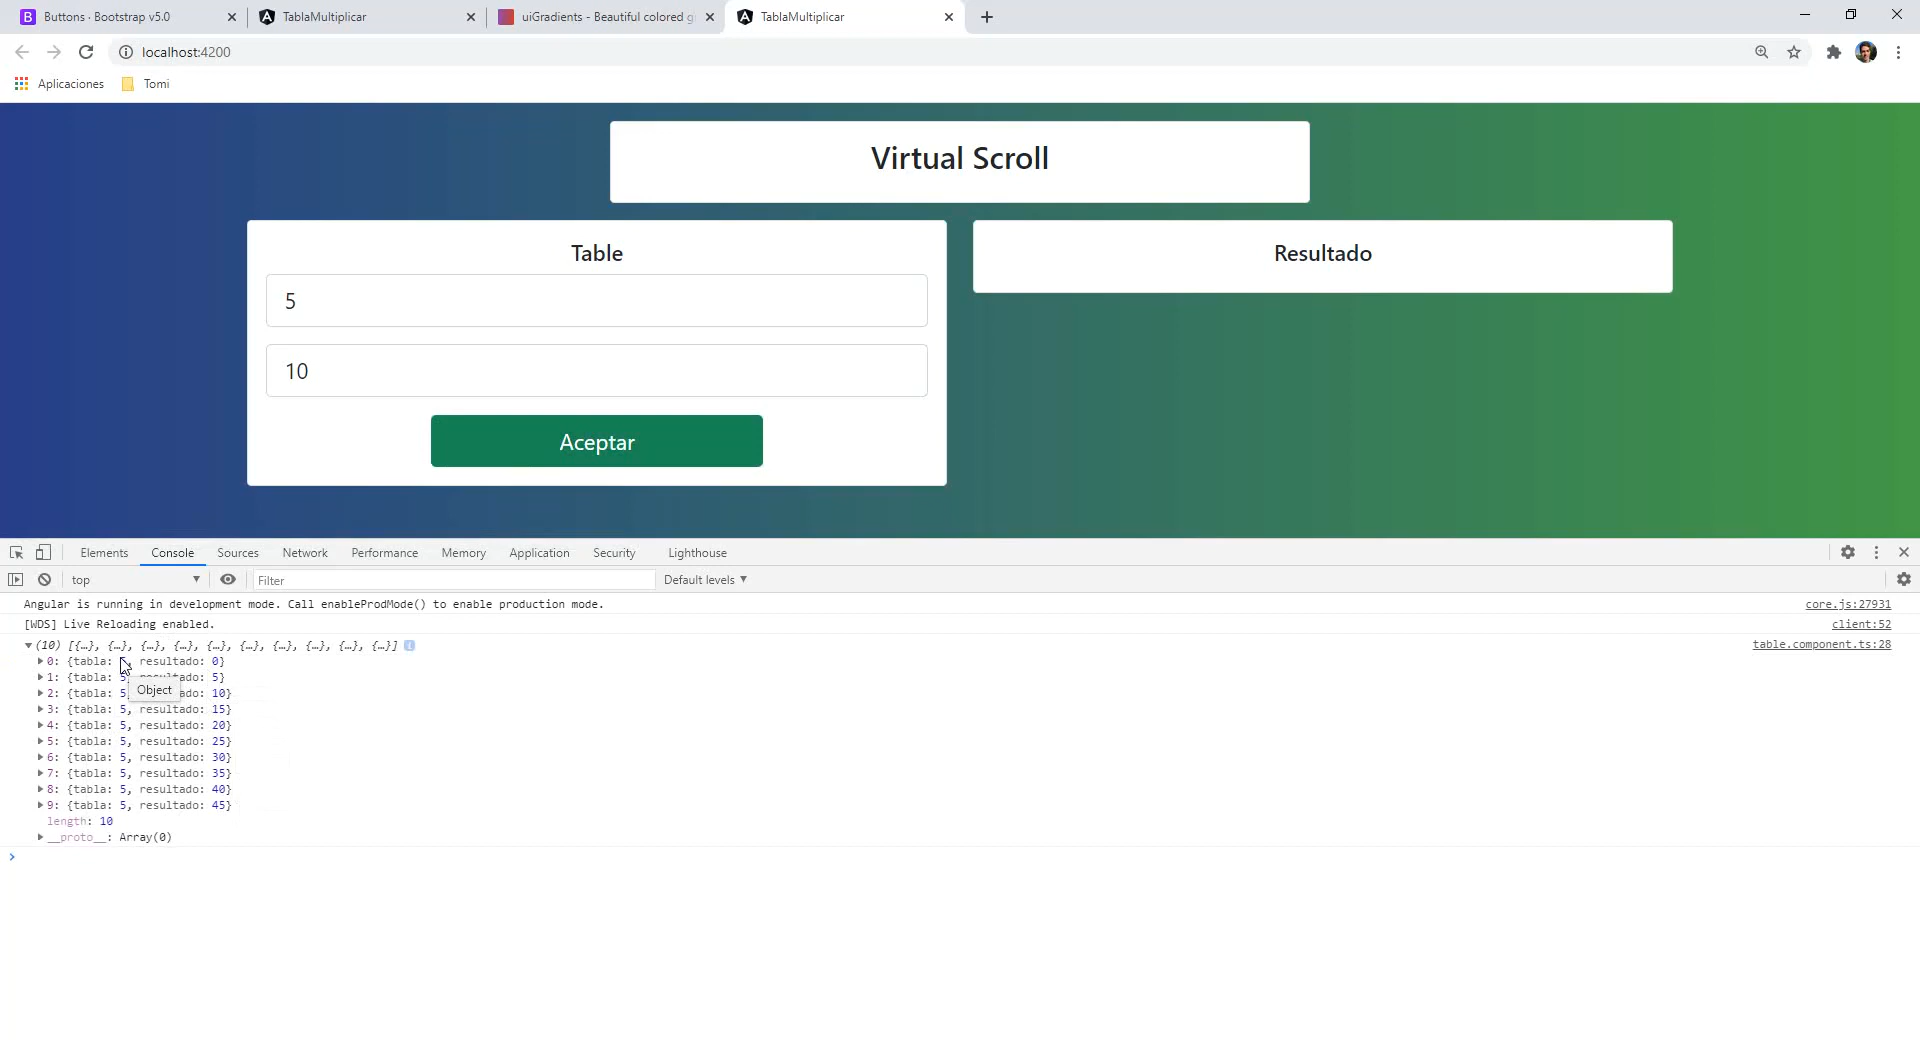 Buttons · Bootstrap v5.0
TablaMultiplicar
uiGradients - Beautiful colored g
TablaMultiplicar
localhost:4200
Aplicaciones
Tomi
Virtual Scroll
Table
Resultado
5
10
Aceptar
Elements Console Sources Network Performance Memory Application Security Lighthouse
top Filter Default levels
Angular is running in development mode. Call enableProdMode() to enable production mode. core.js:27931
[WDS] Live Reloading enabled. client:52
(10) [{…}, {…}, {…}, {…}, {…}, {…}, {…}, {…}, {…}, {…}] i table.component.ts:28
0: {tabla: , resultado: 0}
1: {tabla: 5, resultado: 5}
Object
2: {tabla: 5, resultado: 10}
3: {tabla: 5, resultado: 15}
4: {tabla: 5, resultado: 20}
5: {tabla: 5, resultado: 25}
6: {tabla: 5, resultado: 30}
7: {tabla: 5, resultado: 35}
8: {tabla: 5, resultado: 40}
9: {tabla: 5, resultado: 45}
length: 10
__proto__: Array(0)